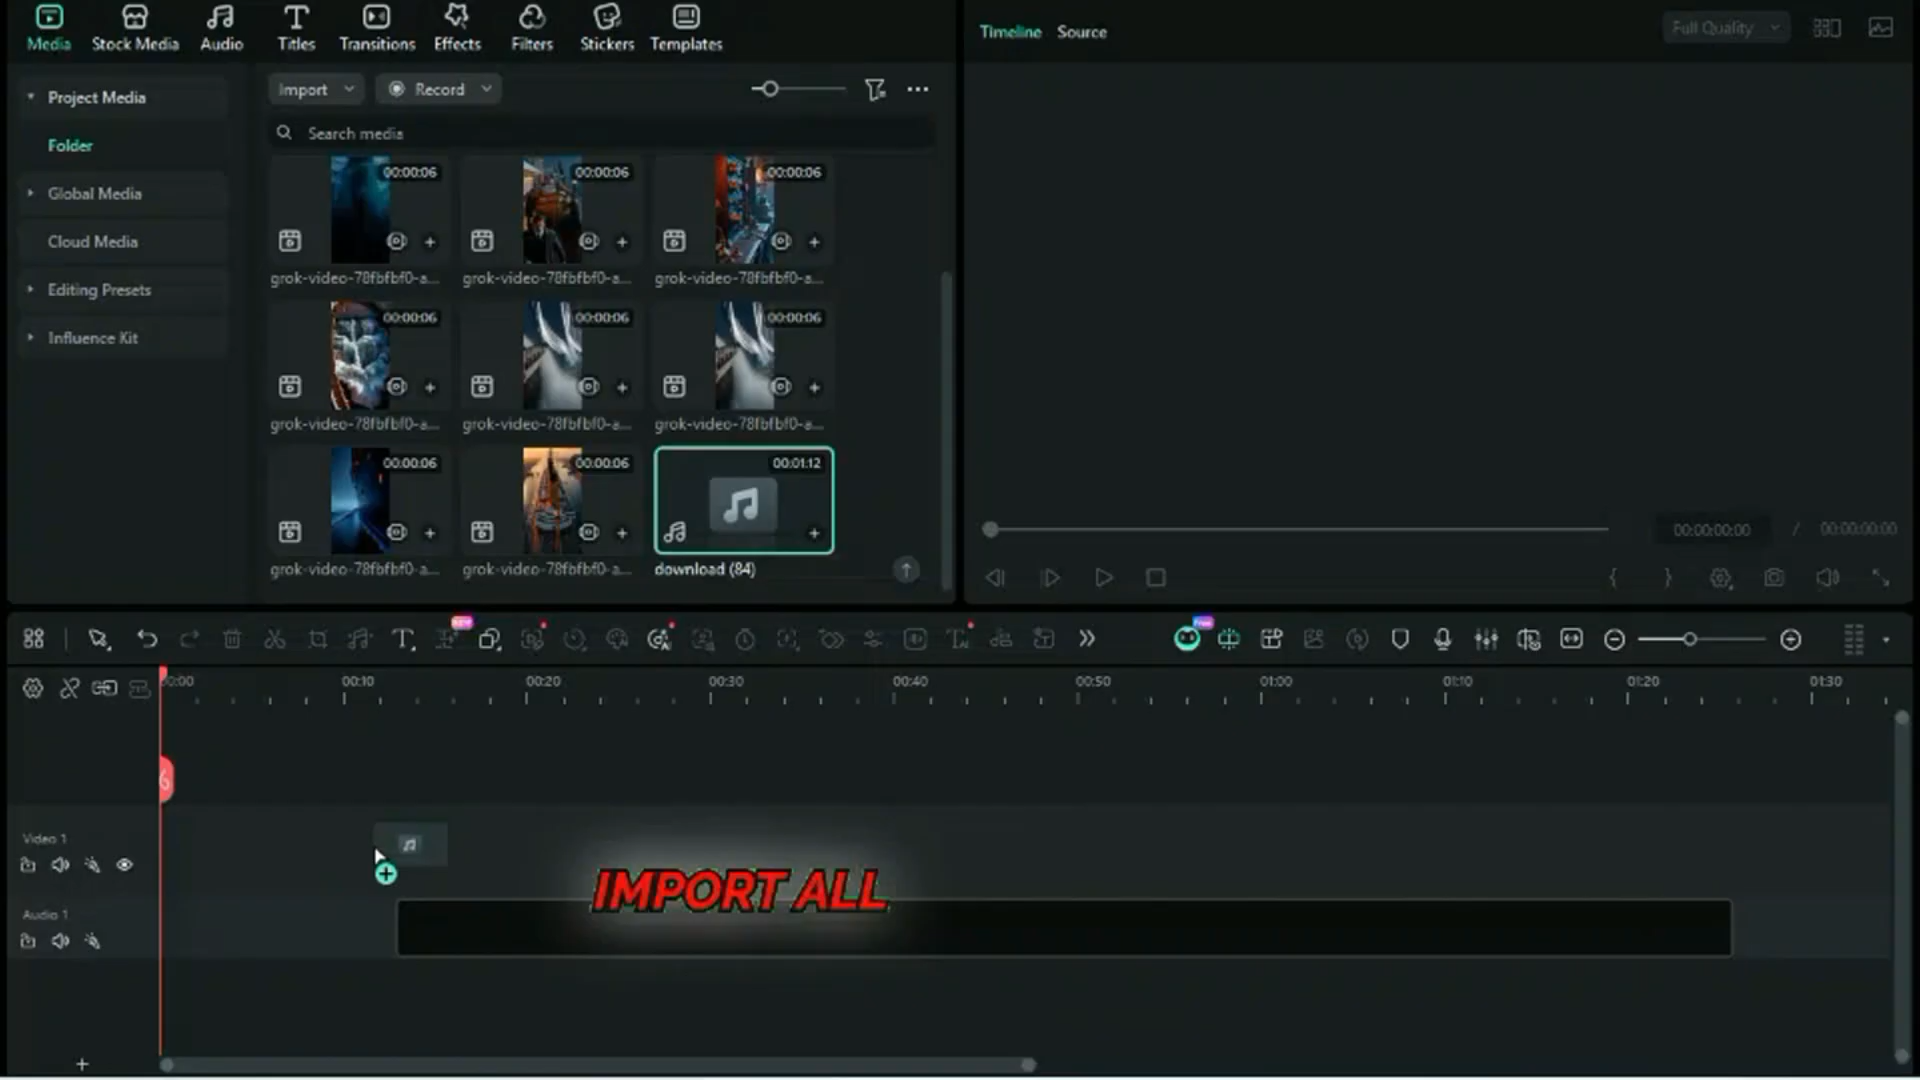 Media Stock Media Audio Titles Transitions Effects Filters Stickers Templates
Timeline Source
Full Quality
Project Media
Folder
Global Media
Cloud Media
Editing Presets
Influence Kit
Import Record
Search media
00:00:06 00:00:06 00:00:06
grok-video-78fbfbf0-a... grok-video-78fbfbf0-a... grok-video-78fbfbf0-a...
00:00:06 00:00:06 00:00:06
grok-video-78fbfbf0-a... grok-video-78fbfbf0-a... grok-video-78fbfbf0-a...
00:00:06 00:00:06 00:01:12
grok-video-78fbfbf0-a... grok-video-78fbfbf0-a... download (84)
00:00:00:00 / 00:00:00:00
NEW
Free
00:00 00:10 00:20 00:30 00:40 00:50 01:00 01:10 01:20 01:30
Video 1
IMPORT ALL
Audio 1